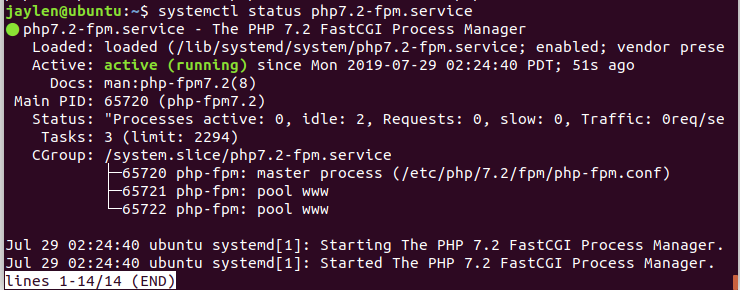 jaylen@ubuntu:~$ systemctl status php7.2-fpm.service
● php7.2-fpm.service - The PHP 7.2 FastCGI Process Manager
   Loaded: loaded (/lib/systemd/system/php7.2-fpm.service; enabled; vendor prese
   Active: active (running) since Mon 2019-07-29 02:24:40 PDT; 51s ago
     Docs: man:php-fpm7.2(8)
 Main PID: 65720 (php-fpm7.2)
   Status: "Processes active: 0, idle: 2, Requests: 0, slow: 0, Traffic: 0req/se
    Tasks: 3 (limit: 2294)
   CGroup: /system.slice/php7.2-fpm.service
           ├─65720 php-fpm: master process (/etc/php/7.2/fpm/php-fpm.conf)
           ├─65721 php-fpm: pool www
           └─65722 php-fpm: pool www
Jul 29 02:24:40 ubuntu systemd[1]: Starting The PHP 7.2 FastCGI Process Manager.
Jul 29 02:24:40 ubuntu systemd[1]: Started The PHP 7.2 FastCGI Process Manager.
lines 1-14/14 (END)